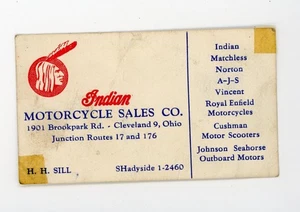 Indian
MOTORCYCLE SALES CO.
1901 Brookpark Rd. - Cleveland 9, Ohio
Junction Routes 17 and 176
H. H. SILL
SHadyside 1-2460
Indian
Matchless
Norton
A-J-S
Vincent
Royal Enfield
Motorcycles
Cushman
Motor Scooters
Johnson Seahorse
Outboard Motors